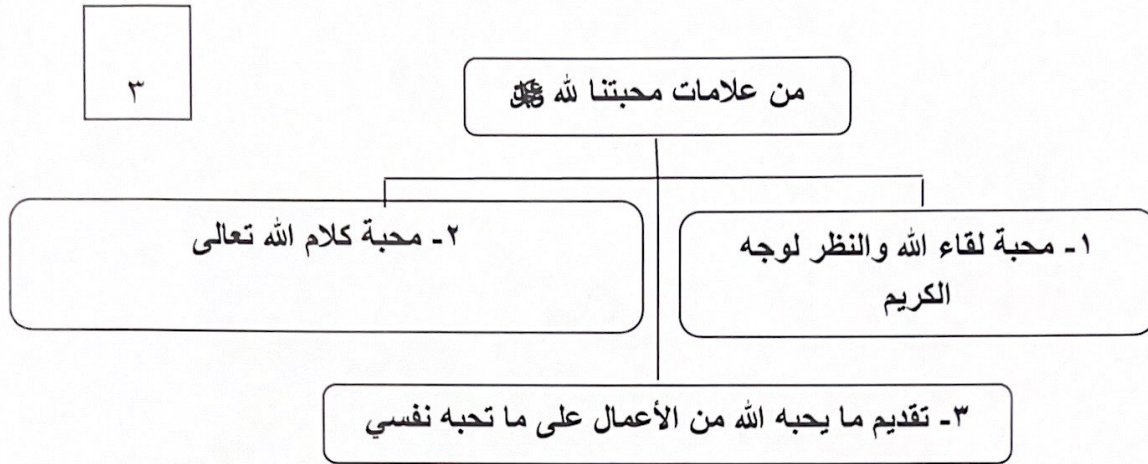 ٣
من علامات محبتنا لله ﷻ
١- محبة لقاء الله والنظر لوجه
الكريم
٢- محبة كلام الله تعالى
٣- تقديم ما يحبه الله من الأعمال على ما تحبه نفسي